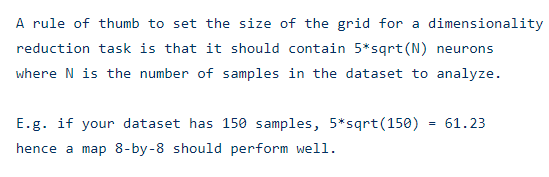 A rule of thumb to set the size of the grid for a dimensionality
reduction task is that it should contain 5*sqrt(N) neurons
where N is the number of samples in the dataset to analyze.
E.g. if your dataset has 150 samples, 5*sqrt(150) = 61.23
hence a map 8-by-8 should perform well.